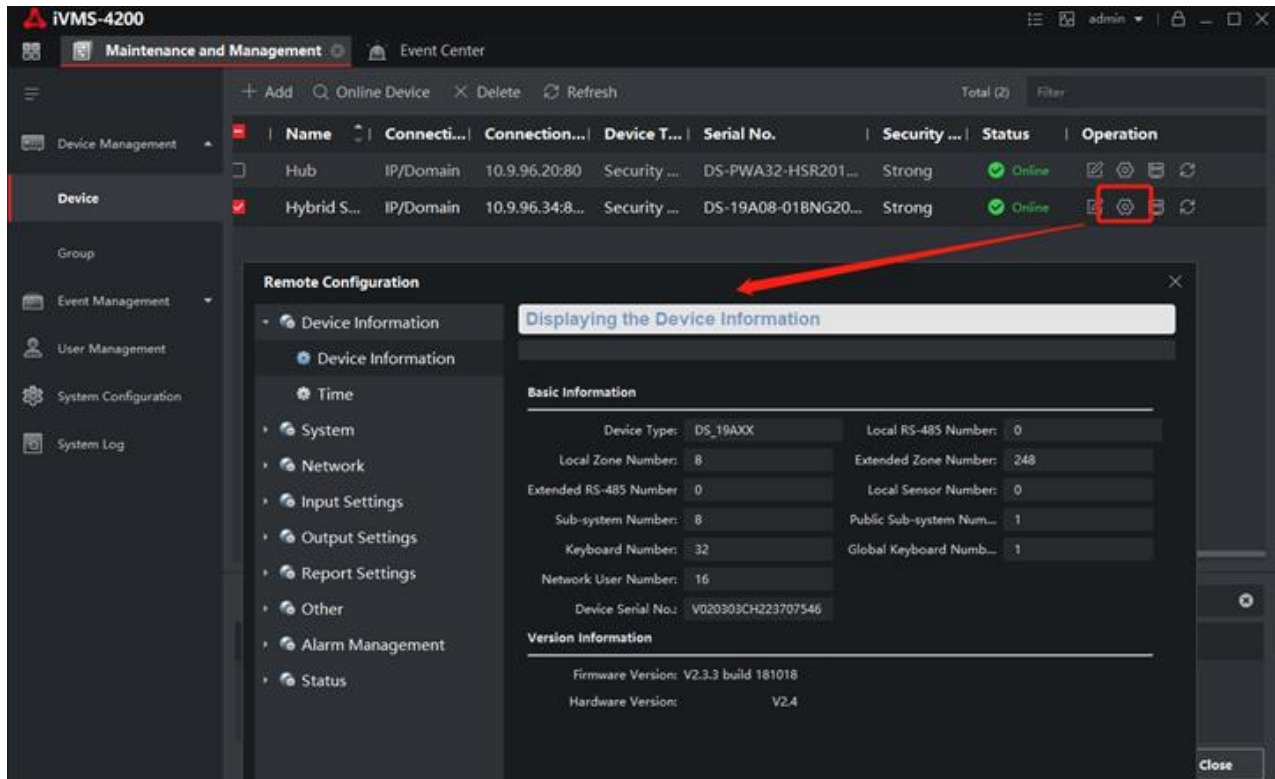 iVMS-4200 admin
Maintenance and Management Event Center
Add Online Device Delete Refresh Total (2) Filter
Name Connecti... Connection... Device T... Serial No. Security ... Status Operation
Hub IP/Domain 10.9.96.20:80 Security ... DS-PWA32-HSR201... Strong Online
Hybrid S... IP/Domain 10.9.96.34:8... Security ... DS-19A08-01BNG20... Strong Online
Device Management
Device
Group
Event Management
User Management
System Configuration
System Log
Remote Configuration
Device Information
Device Information
Time
System
Network
Input Settings
Output Settings
Report Settings
Other
Alarm Management
Status
Displaying the Device Information
Basic Information
Device Type: DS_19AXX Local RS-485 Number: 0
Local Zone Number: 8 Extended Zone Number: 248
Extended RS-485 Number 0 Local Sensor Number: 0
Sub-system Number: 8 Public Sub-system Num... 1
Keyboard Number: 32 Global Keyboard Numb... 1
Network User Number: 16
Device Serial No.: V020303CH223707546
Version Information
Firmware Version: V2.3.3 build 181018
Hardware Version: V2.4
Close